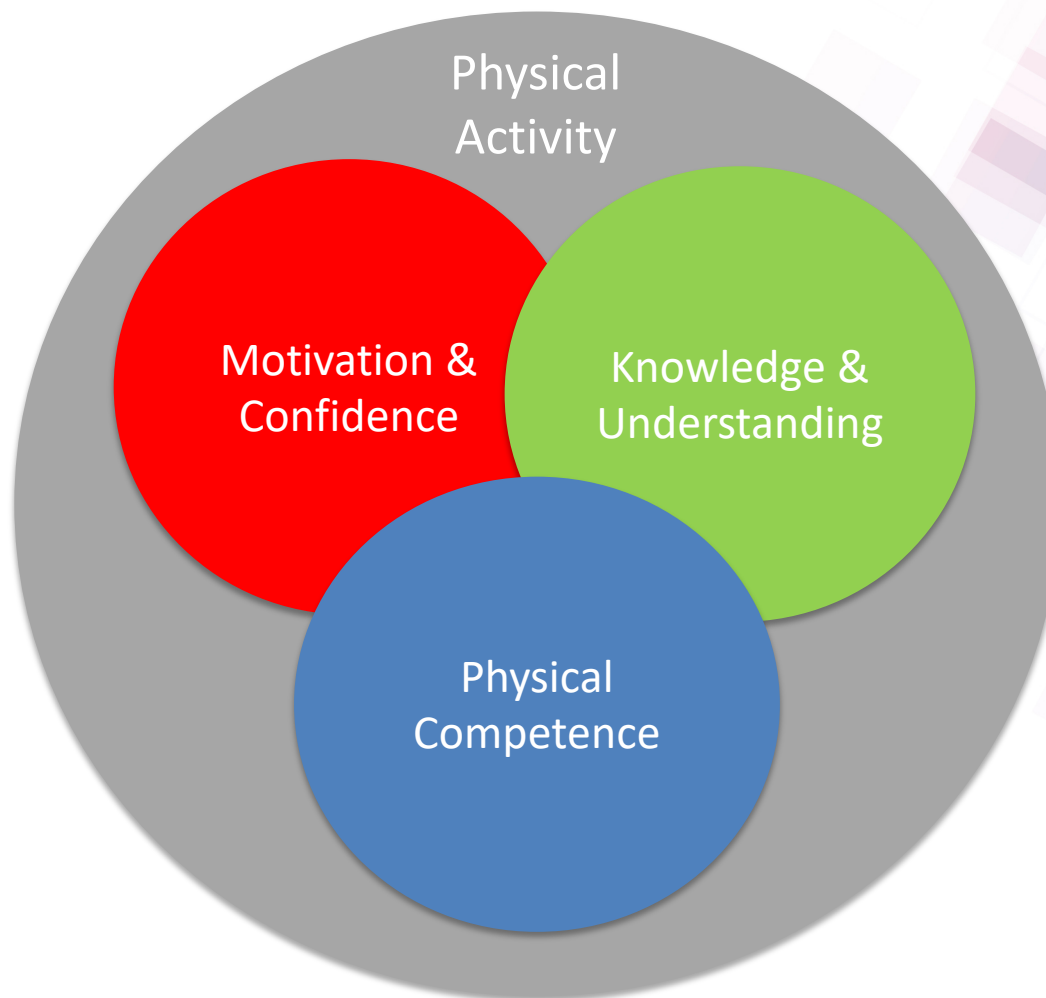 Physical
Activity
Motivation &
Confidence
Knowledge &
Understanding
Physical
Competence